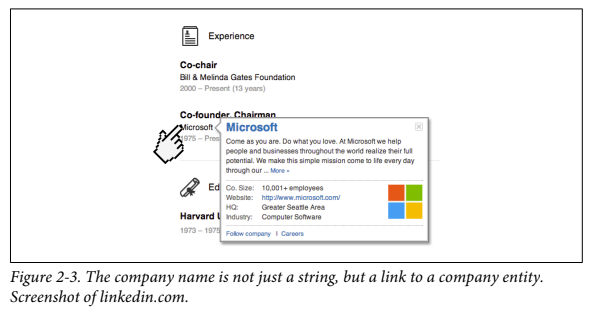 Experience
Co-chair
Bill & Melinda Gates Foundation
2000 – Present (13 years)
Co-founder, Chairman
Microsoft
1975 – Pres
Microsoft
Come as you are. Do what you love. At Microsoft we help
people and businesses throughout the world realize their full
potential. We make this simple mission come to life every day
through our ... More »
Co. Size: 10,001+ employees
Website: http://www.microsoft.com/
HQ: Greater Seattle Area
Industry: Computer Software
Follow company | Careers
Ed
Harvard U
1973 – 1975
Figure 2-3. The company name is not just a string, but a link to a company entity.
Screenshot of linkedin.com.